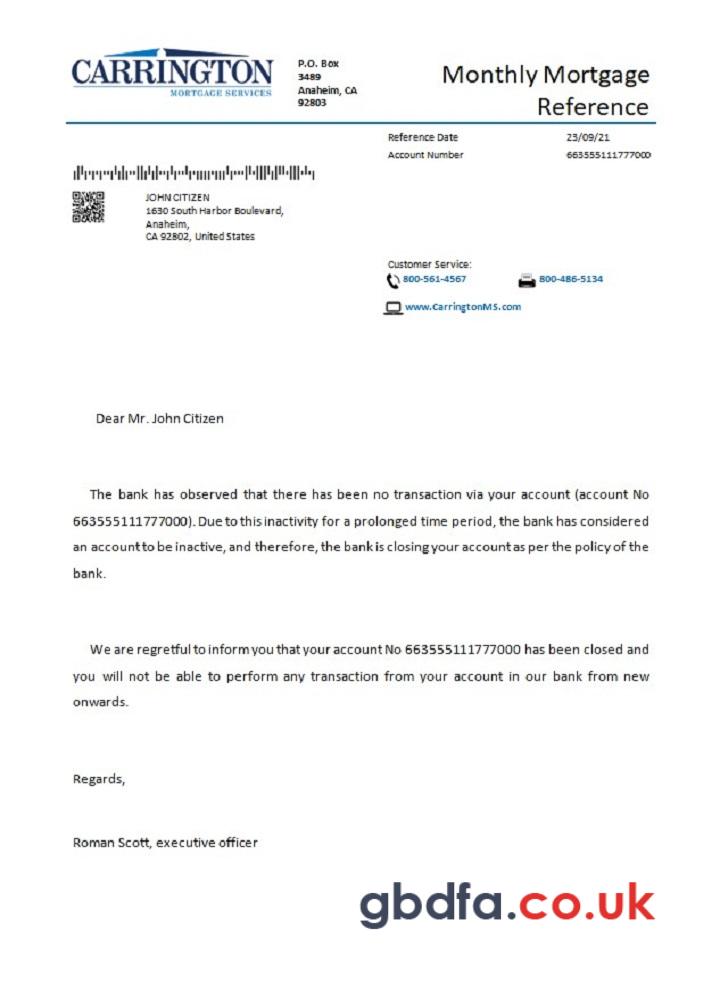 CARRINGTON
MORTGAGE SERVICES
P.O. Box
3489
Anaheim, CA
92803
Monthly Mortgage
Reference
Reference Date 23/09/21
Account Number 663555111777000
JOHN CITIZEN
1630 South Harbor Boulevard,
Anaheim,
CA 92802, United States
Customer Service:
800-561-4567 800-486-5134
www.CarringtonMS.com
Dear Mr. John Citizen
The bank has observed that there has been no transaction via your account (account No
663555111777000). Due to this inactivity for a prolonged time period, the bank has considered
an account to be inactive, and therefore, the bank is closing your account as per the policy of the
bank.
We are regretful to inform you that your account No 663555111777000 has been closed and
you will not be able to perform any transaction from your account in our bank from new
onwards.
Regards,
Roman Scott, executive officer
gbdfa.co.uk